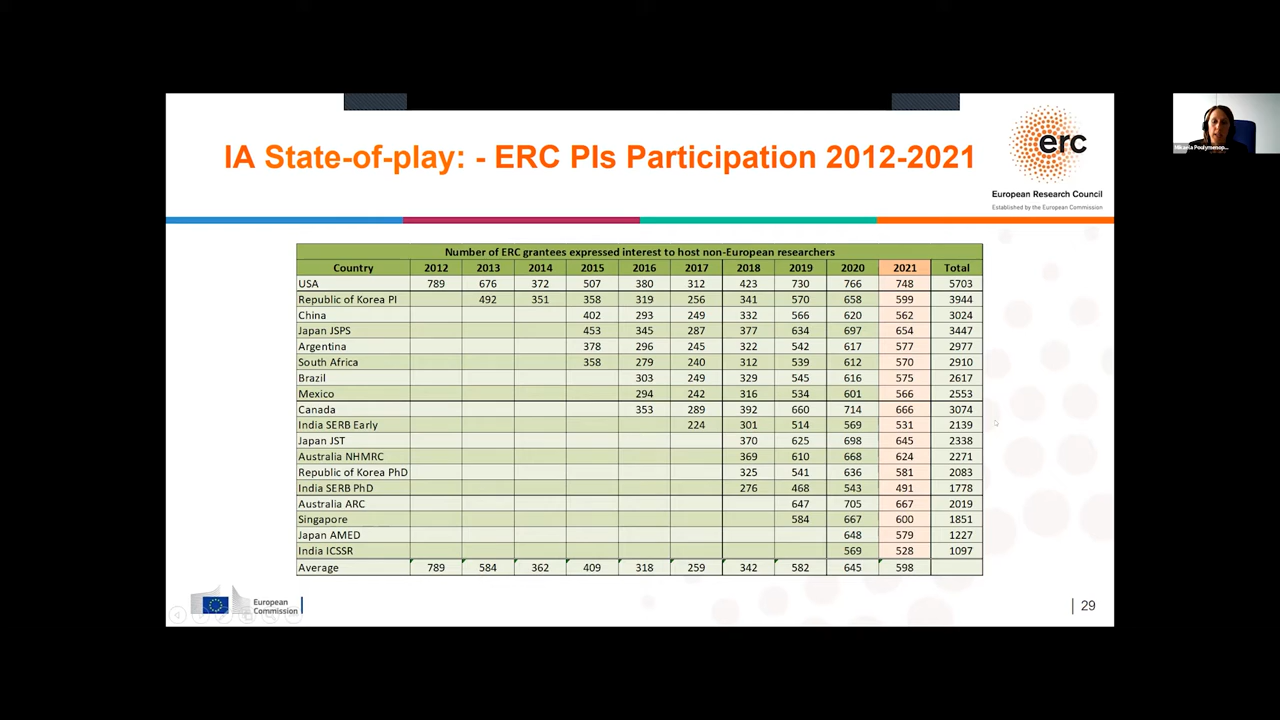 IA State-of-play: - ERC PIs Participation 2012-2021
erc
European Research Council
Established by the European Commission
Number of ERC grantees expressed interest to host non-European researchers
Country 2012 2013 2014 2015 2016 2017 2018 2019 2020 2021 Total
USA 789 676 372 507 380 312 423 730 766 748 5703
Republic of Korea PI 492 351 358 319 256 341 570 658 599 3944
China 402 293 249 332 566 620 562 3024
Japan JSPS 453 345 287 377 634 697 654 3447
Argentina 378 296 245 322 542 617 577 2977
South Africa 358 279 240 312 539 612 570 2910
Brazil 303 249 329 545 616 575 2617
Mexico 294 242 316 534 601 566 2553
Canada 353 289 392 660 714 666 3074
India SERB Early 224 301 514 569 531 2139
Japan JST 370 625 698 645 2338
Australia NHMRC 369 610 668 624 2271
Republic of Korea PhD 325 541 636 581 2083
India SERB PhD 276 468 543 491 1778
Australia ARC 647 705 667 2019
Singapore 584 667 600 1851
Japan AMED 648 579 1227
India ICSSR 569 528 1097
Average 789 584 362 409 318 259 342 582 645 598
European
Commission
29
Mikaela Poulymenop...